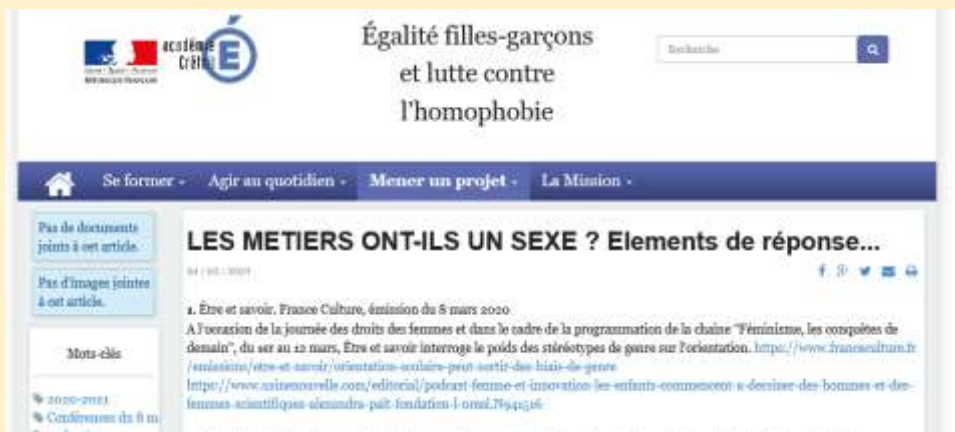 académie
Créteil
Égalité filles-garçons
et lutte contre
l'homophobie
Recherche
Se former
Agir au quotidien
Mener un projet
La Mission
Pas de documents
joints à cet article.
Pas d'images jointes
à cet article.
Mots-clés
2020-2021
Conférences du 8 m
LES METIERS ONT-ILS UN SEXE ? Elements de réponse...
1. Être et savoir. France Culture, émission du 8 mars 2020
A l'occasion de la journée des droits des femmes et dans le cadre de la programmation de la chaine "Féminisme, les conquêtes de
demain", du 1er au 12 mars, Être et savoir interroge le poids des stéréotypes de genre sur l'orientation. https://www.franceculture.fr
/emissions/etre-et-savoir/orientation-scolaire-peut-sortir-des-biais-de-genre
https://www.usinenouvelle.com/editorial/podcast-femme-et-innovation-les-enfants-commencent-a-dessiner-des-hommes-et-des-
femmes-scientifiques-alexandra-palt-fondation-l-oreal.N941516